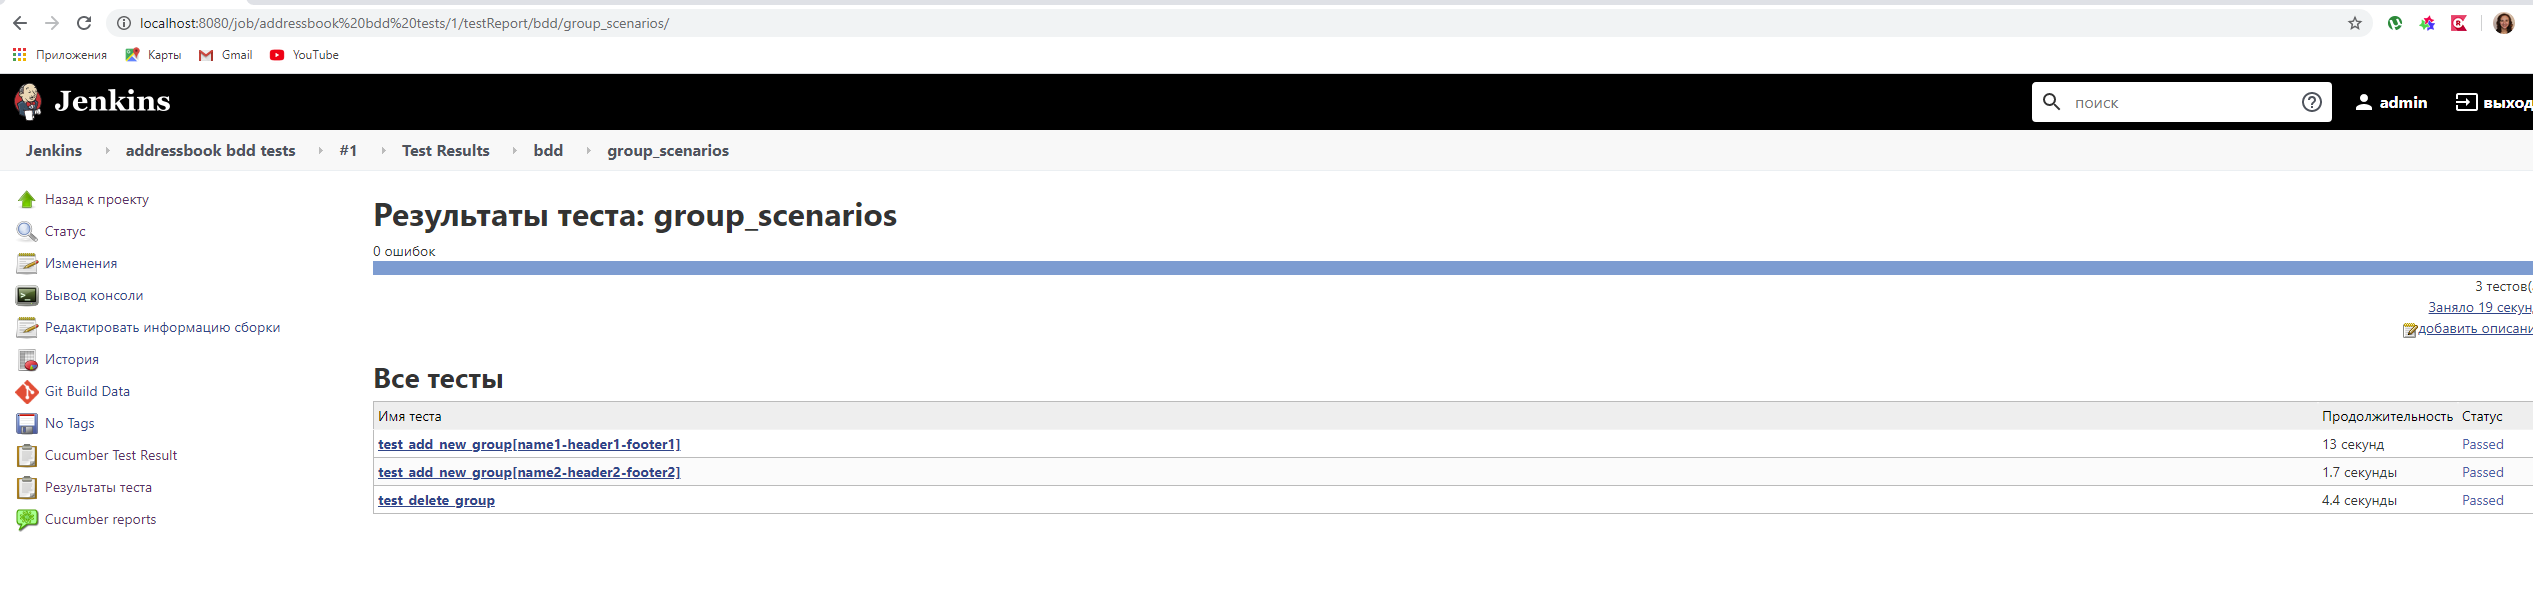 localhost:8080/job/addressbook%20bdd%20tests/1/testReport/bdd/group_scenarios/
Приложения Карты Gmail YouTube
Jenkins поиск admin выход
Jenkins addressbook bdd tests #1 Test Results bdd group_scenarios
Назад к проекту
Статус
Изменения
Вывод консоли
Редактировать информацию сборки
История
Git Build Data
No Tags
Cucumber Test Result
Результаты теста
Cucumber reports
Результаты теста: group_scenarios
0 ошибок
3 тестов(
Заняло 19 секун
добавить описани
Все тесты
Имя теста Продолжительность Статус
test_add_new_group[name1-header1-footer1] 13 секунд Passed
test_add_new_group[name2-header2-footer2] 1.7 секунды Passed
test_delete_group 4.4 секунды Passed